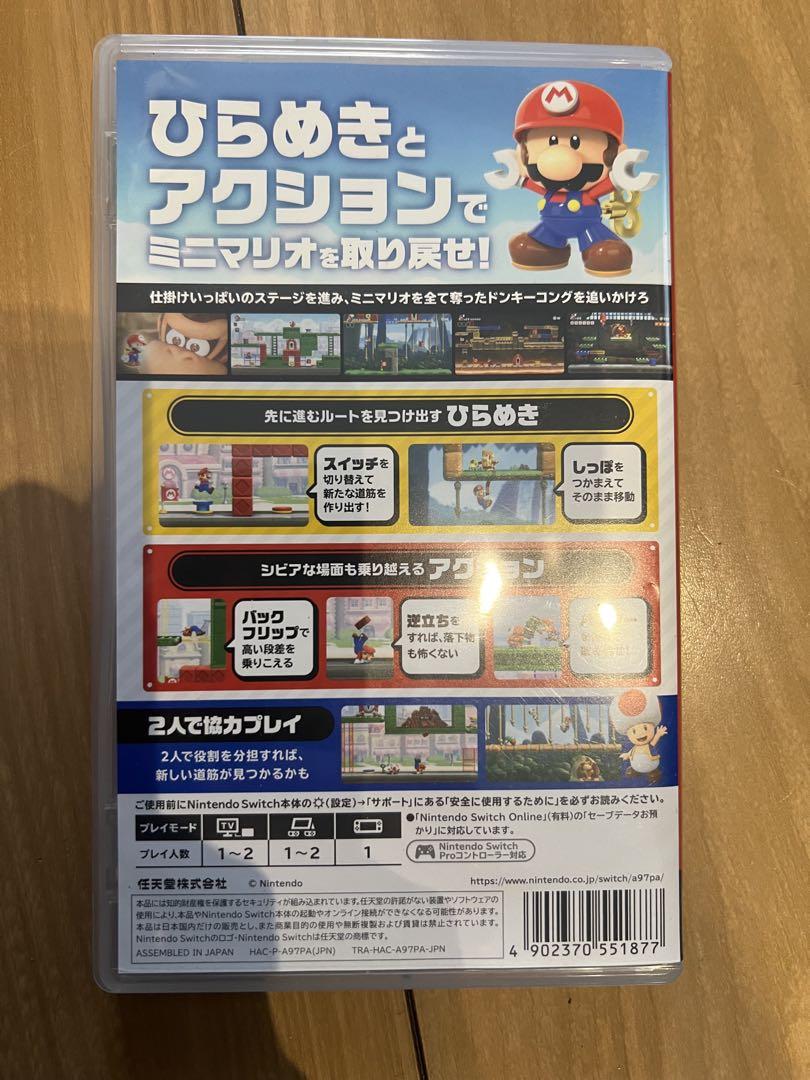 ひらめきと
アクションで
ミニマリオを取り戻せ!
仕掛けいっぱいのステージを進み、ミニマリオを全て奪ったドンキーコングを追いかけろ
先に進むルートを見つけ出す ひらめき
スイッチを
切り替えて
新たな道筋を
作り出す!
しっぽを
つかまえて
そのまま移動
シビアな場面も乗り越える アクション
バック
フリップで
高い段差を
乗りこえる
逆立ちを
すれば、落下物
も怖くない
2人で協力プレイ
2人で役割を分担すれば、
新しい道筋が見つかるかも
ご使用前にNintendo Switch本体の(設定)→「サポート」にある「安全に使用するために」を必ずお読みください。
プレイモード TV
プレイ人数 1~2 1~2 1
●「Nintendo Switch Online」(有料)の「セーブデータお預
かり」に対応しています。
Nintendo Switch
Proコントローラー対応
任天堂株式会社 © Nintendo
https://www.nintendo.co.jp/switch/a97pa/
本品には知的財産権を保護するセキュリティが組み込まれています。任天堂の許諾がない装置やソフトウェアの
使用により、本品やNintendo Switch本体の起動やオンライン接続ができなくなる可能性があります。
本品は日本国内だけの販売とし、また商業目的の使用や無断複製および賃貸は禁止されています。
Nintendo Switchのロゴ・Nintendo Switchは任天堂の商標です。
ASSEMBLED IN JAPAN HAC-P-A97PA(JPN) TRA-HAC-A97PA-JPN
4 902370 551877